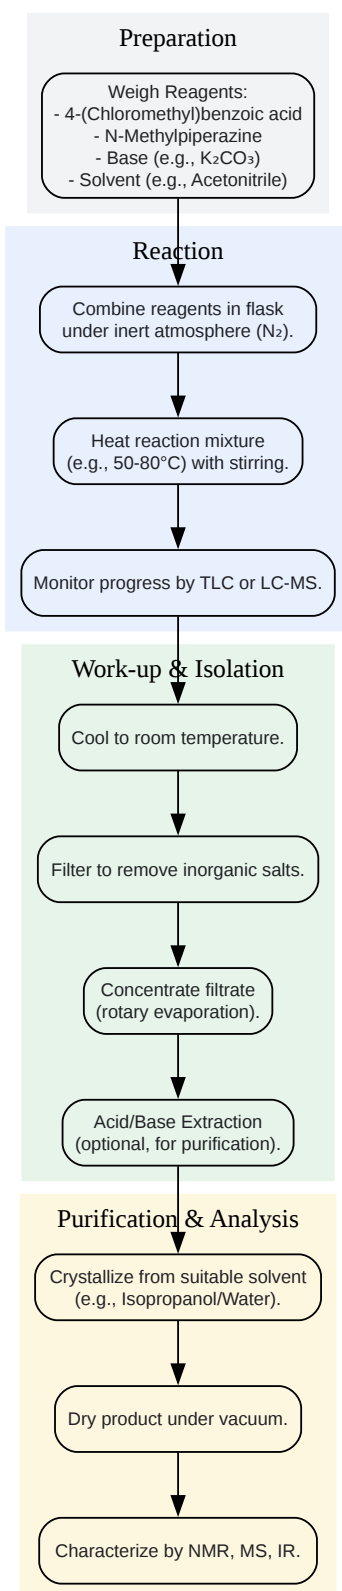 Preparation
Weigh Reagents:
- 4-(Chloromethyl)benzoic acid
- N-Methylpiperazine
- Base (e.g., K₂CO₃)
- Solvent (e.g., Acetonitrile)
Reaction
Combine reagents in flask
under inert atmosphere (N₂).
Heat reaction mixture
(e.g., 50-80°C) with stirring.
Monitor progress by TLC or LC-MS.
Work-up & Isolation
Cool to room temperature.
Filter to remove inorganic salts.
Concentrate filtrate
(rotary evaporation).
Acid/Base Extraction
(optional, for purification).
Purification & Analysis
Crystallize from suitable solvent
(e.g., Isopropanol/Water).
Dry product under vacuum.
Characterize by NMR, MS, IR.